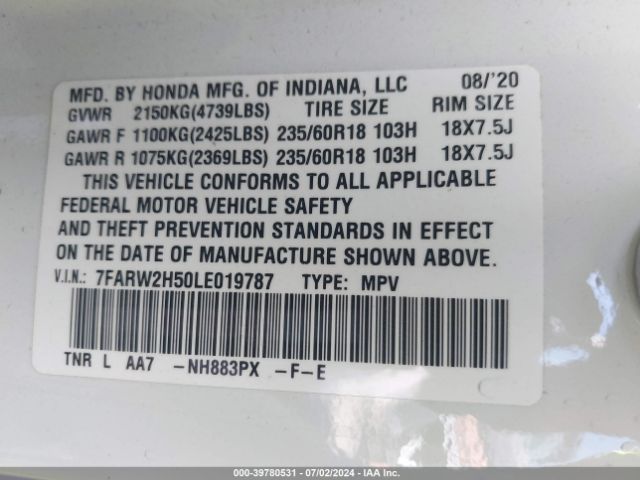 MFD. BY HONDA MFG. OF INDIANA, LLC 08/'20
GVWR 2150KG(4739LBS) TIRE SIZE RIM SIZE
GAWR F 1100KG(2425LBS) 235/60R18 103H 18X7.5J
GAWR R 1075KG(2369LBS) 235/60R18 103H 18X7.5J
THIS VEHICLE CONFORMS TO ALL APPLICABLE
FEDERAL MOTOR VEHICLE SAFETY
AND THEFT PREVENTION STANDARDS IN EFFECT
ON THE DATE OF MANUFACTURE SHOWN ABOVE.
V.I.N.: 7FARW2H50LE019787 TYPE: MPV
TNR L AA7 -NH883PX -F-E
000-39780531 - 07/02/2024 - IAA Inc.